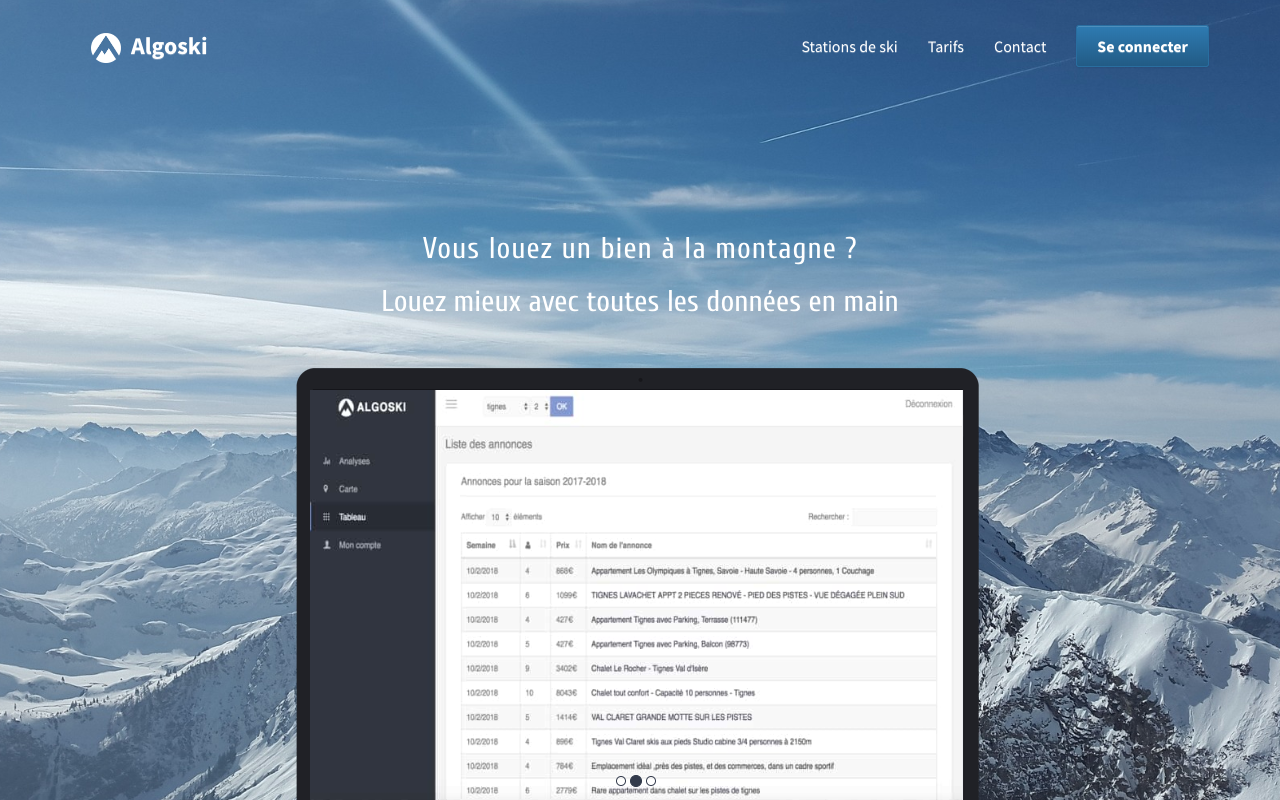 Algoski
Stations de ski
Tarifs
Contact
Se connecter
Vous louez un bien à la montagne ?
Louez mieux avec toutes les données en main
ALGOSKI
tignes 2 OK
Déconnexion
Liste des annonces
Analyses
Carte
Tableau
Mon compte
Annonces pour la saison 2017-2018
Afficher 10 éléments
Rechercher :
Semaine Prix Nom de l'annonce
10/2/2018 4 868€ Appartement Les Olympiques à Tignes, Savoie - Haute Savoie - 4 personnes, 1 Couchage
10/2/2018 6 1099€ TIGNES LAVACHET APPT 2 PIECES RENOVÉ - PIED DES PISTES - VUE DÉGAGÉE PLEIN SUD
10/2/2018 4 427€ Appartement Tignes avec Parking, Terrasse (111477)
10/2/2018 5 427€ Appartement Tignes avec Parking, Balcon (98773)
10/2/2018 9 3402€ Chalet Le Rocher - Tignes Val d'Isère
10/2/2018 10 8043€ Chalet tout confort - Capacité 10 personnes - Tignes
10/2/2018 5 1414€ VAL CLARET GRANDE MOTTE SUR LES PISTES
10/2/2018 4 896€ Tignes Val Claret skis aux pieds Studio cabine 3/4 personnes à 2150m
10/2/2018 4 784€ Emplacement idéal ,près des pistes, et des commerces, dans un cadre sportif
10/2/2018 6 2779€ Rare appartement dans chalet sur les pistes de tignes